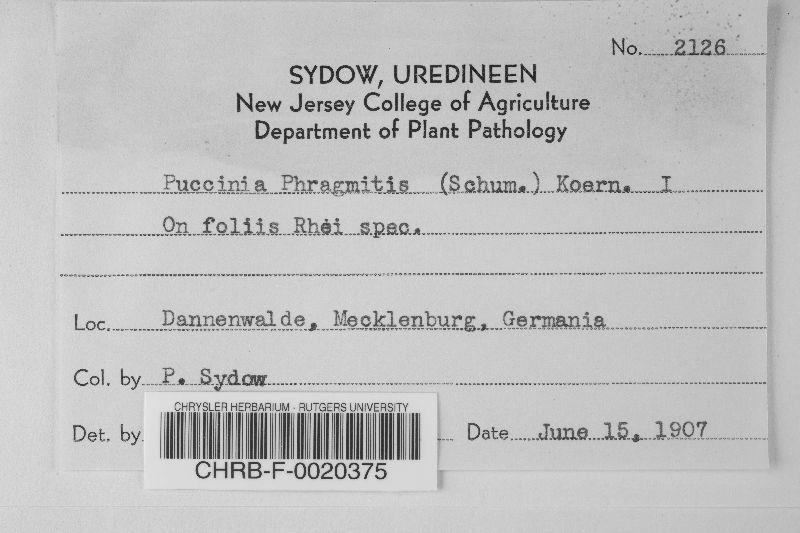 No. 2126
SYDOW, UREDINEEN
New Jersey College of Agriculture
Department of Plant Pathology
Puccinia Phragmitis (Schum.) Koern. I
On foliis Rhei spec.
Loc. Dannenwalde, Mecklenburg, Germania
Col. by P. Sydow
Det. by Date June 15, 1907
CHRYSLER HERBARIUM - RUTGERS UNIVERSITY
CHRB-F-0020375